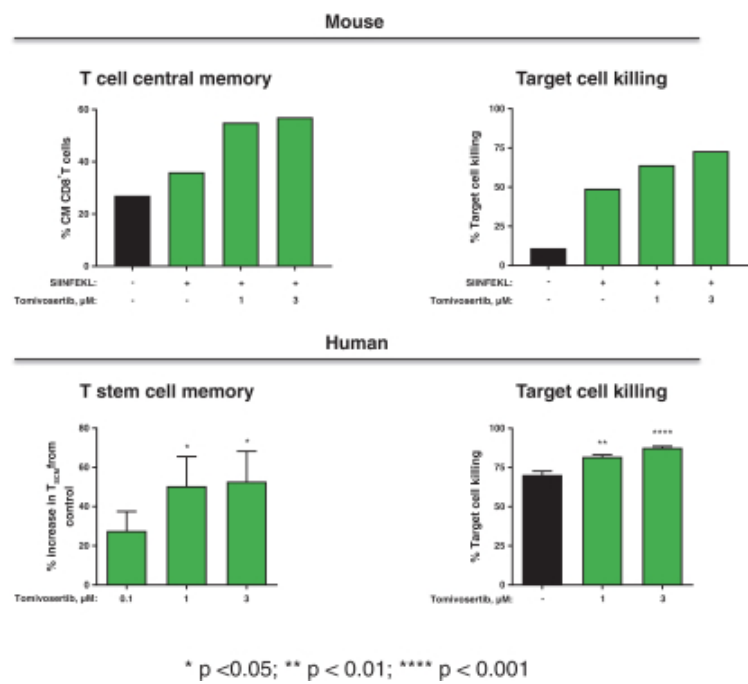 Mouse
T cell central memory
% CM CD8+T cells
60
40
20
0
SIINFEKL: - + + +
Tomivosertib, μM: - - 1 3
Target cell killing
% Target cell killing
100
75
50
25
0
SIINFEKL: - + + +
Tomivosertib, μM: - - 1 3
Human
T stem cell memory
% increase in TSCM from
control
80
60
40
20
0
* *
Tomivosertib, μM: 0.1 1 3
Target cell killing
% Target cell killing
100
75
50
25
0
** ****
Tomivosertib, μM: - 1 3
* p <0.05; ** p < 0.01; **** p < 0.001